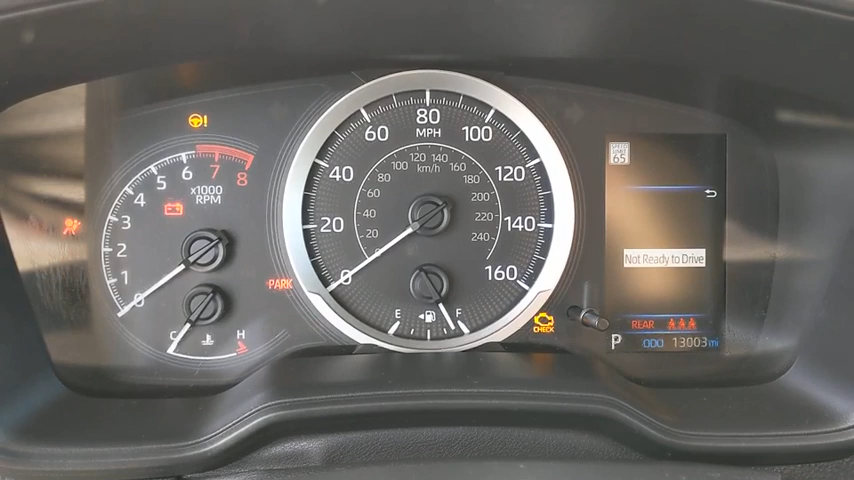 0
1
2
3
4
5
6
7
8
x1000
RPM
C
H
PARK
0
20
40
60
80
100
120
140
160
MPH
0
20
40
60
80
100
120
140
160
180
200
220
240
km/h
E
F
CHECK
SPEED
LIMIT
65
Not Ready to Drive
REAR
P ODO 13003 mi